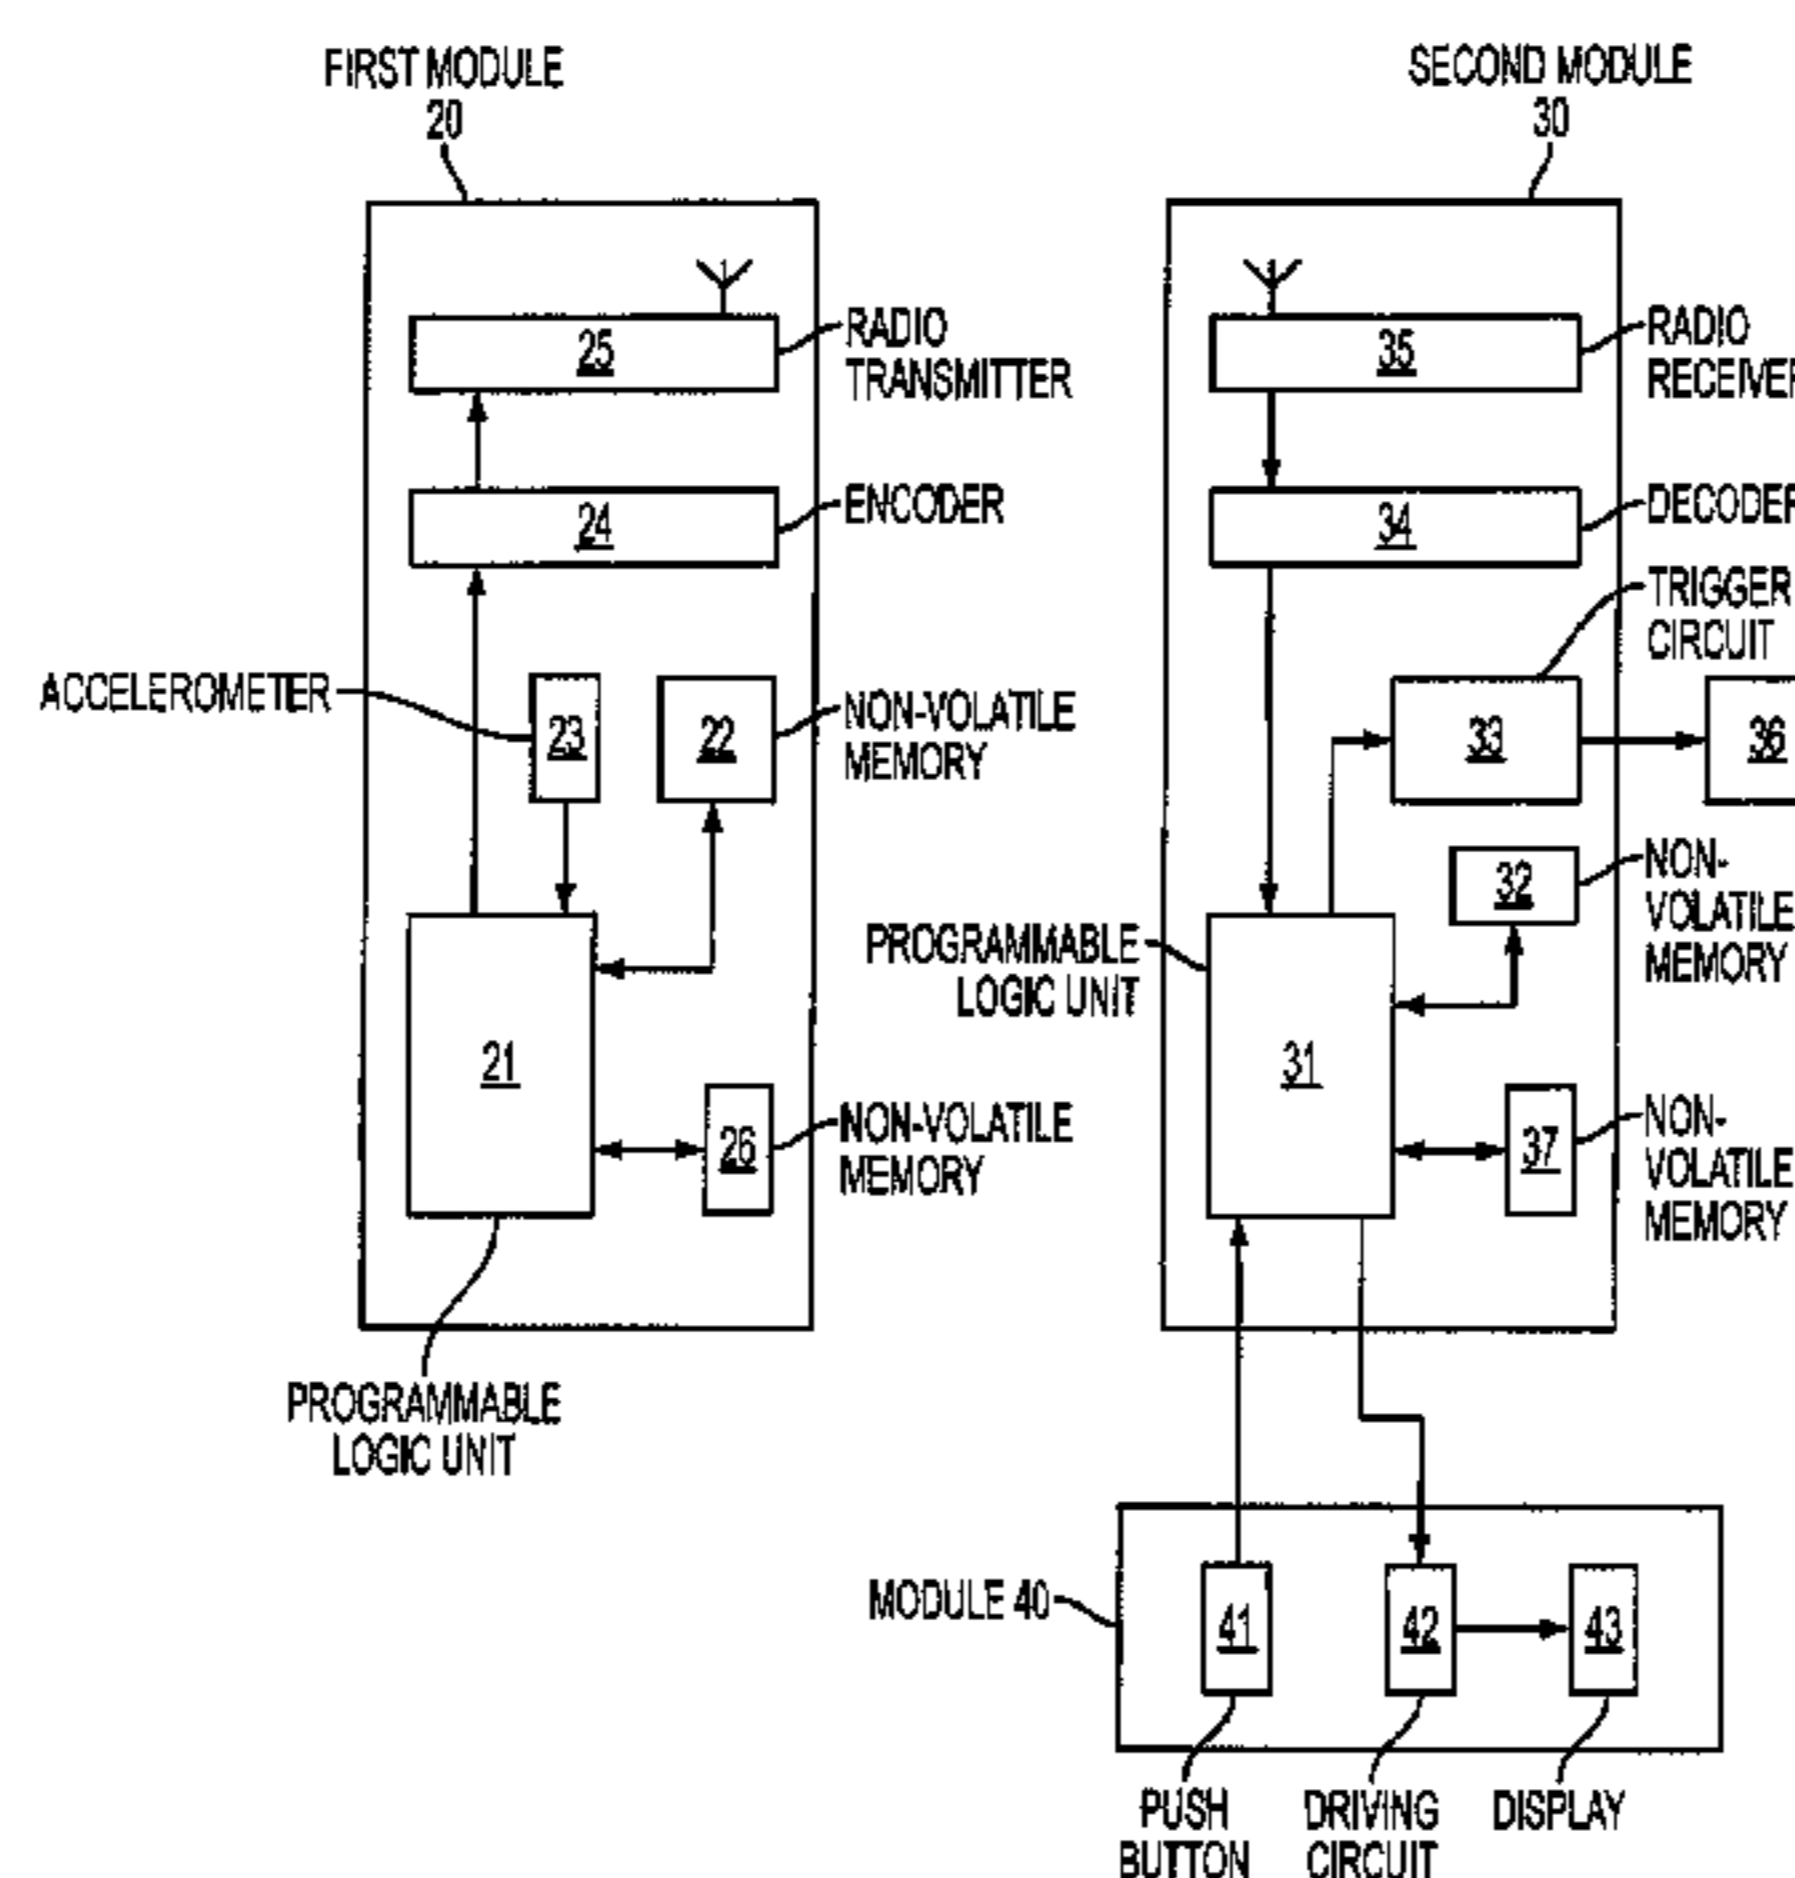 FIRST MODULE
20
SECOND MODULE
30
25
RADIO
TRANSMITTER
35
RADIO
RECEIVER
24
ENCODER
34
DECODER
TRIGGER
CIRCUIT
ACCELEROMETER
23
22
NON-VOLATILE
MEMORY
33
36
32
NON-
VOLATILE
MEMORY
PROGRAMMABLE
LOGIC UNIT
21
31
26
NON-VOLATILE
MEMORY
37
NON-
VOLATILE
MEMORY
PROGRAMMABLE
LOGIC UNIT
MODULE 40
41
42
43
PUSH
BUTTON
DRIVING
CIRCUIT
DISPLAY